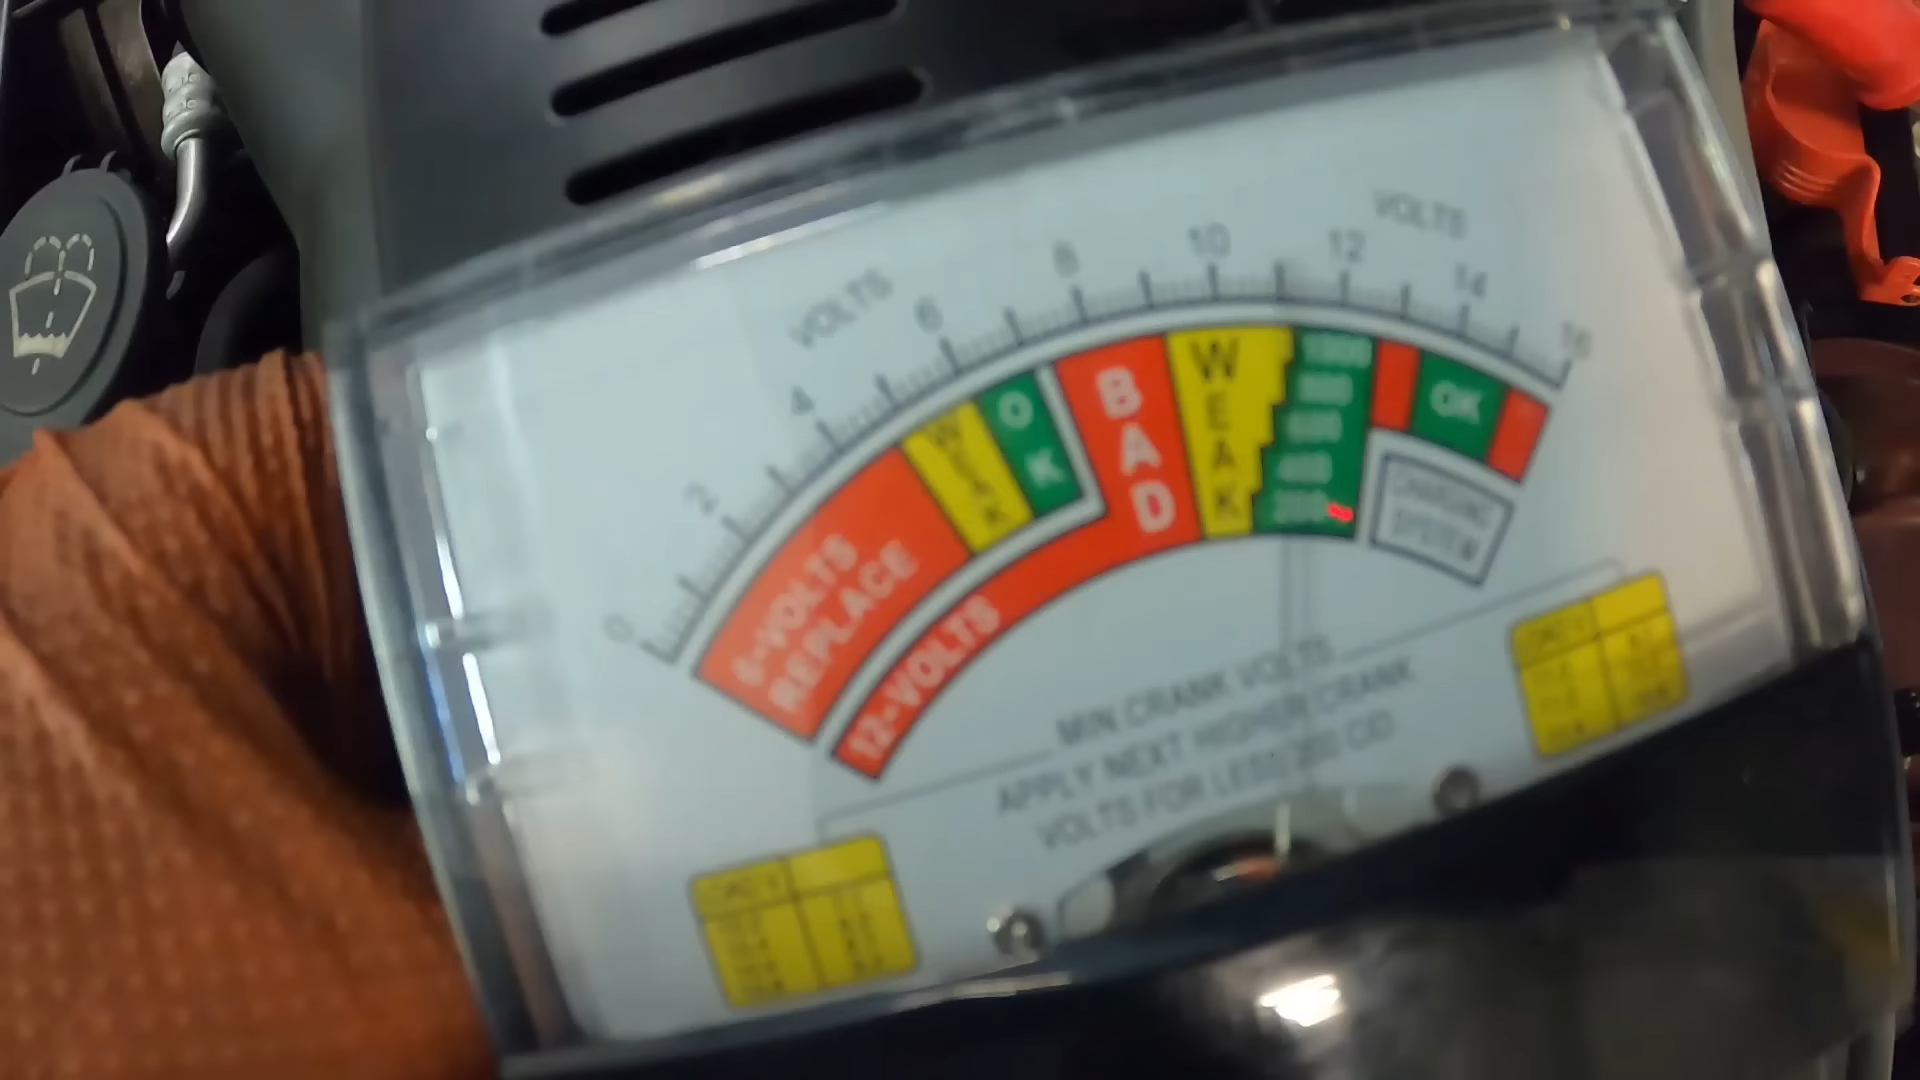 VOLTS
VOLTS
0 2 4 6 8 10 12 14 16
6-VOLTS
REPLACE
WEAK
OK
12-VOLTS
BAD
WEAK
1000
800
600
400
200
OK
CHARGING
SYSTEM
MIN CRANK VOLTS
APPLY NEXT HIGHER CRANK
VOLTS FOR LESS 200 CID